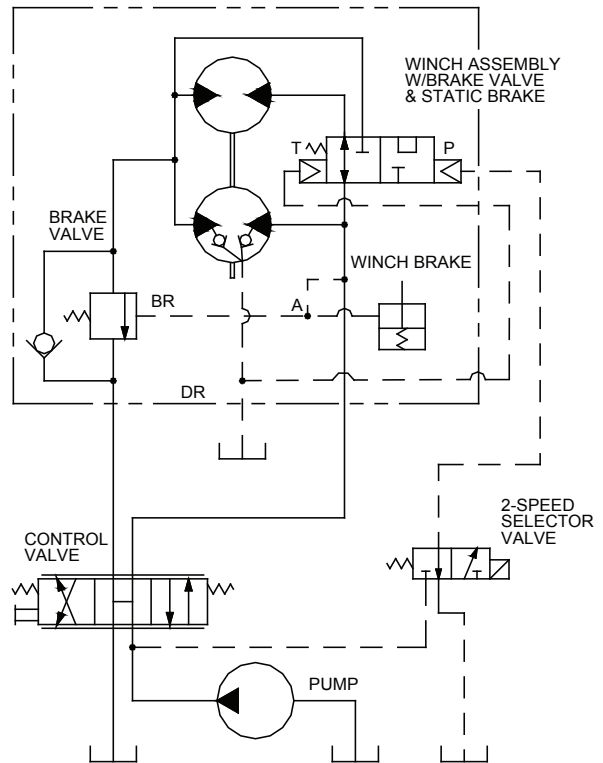 WINCH ASSEMBLY
W/BRAKE VALVE
& STATIC BRAKE
T
P
BRAKE
VALVE
WINCH BRAKE
BR
A
DR
2-SPEED
SELECTOR
VALVE
CONTROL
VALVE
PUMP